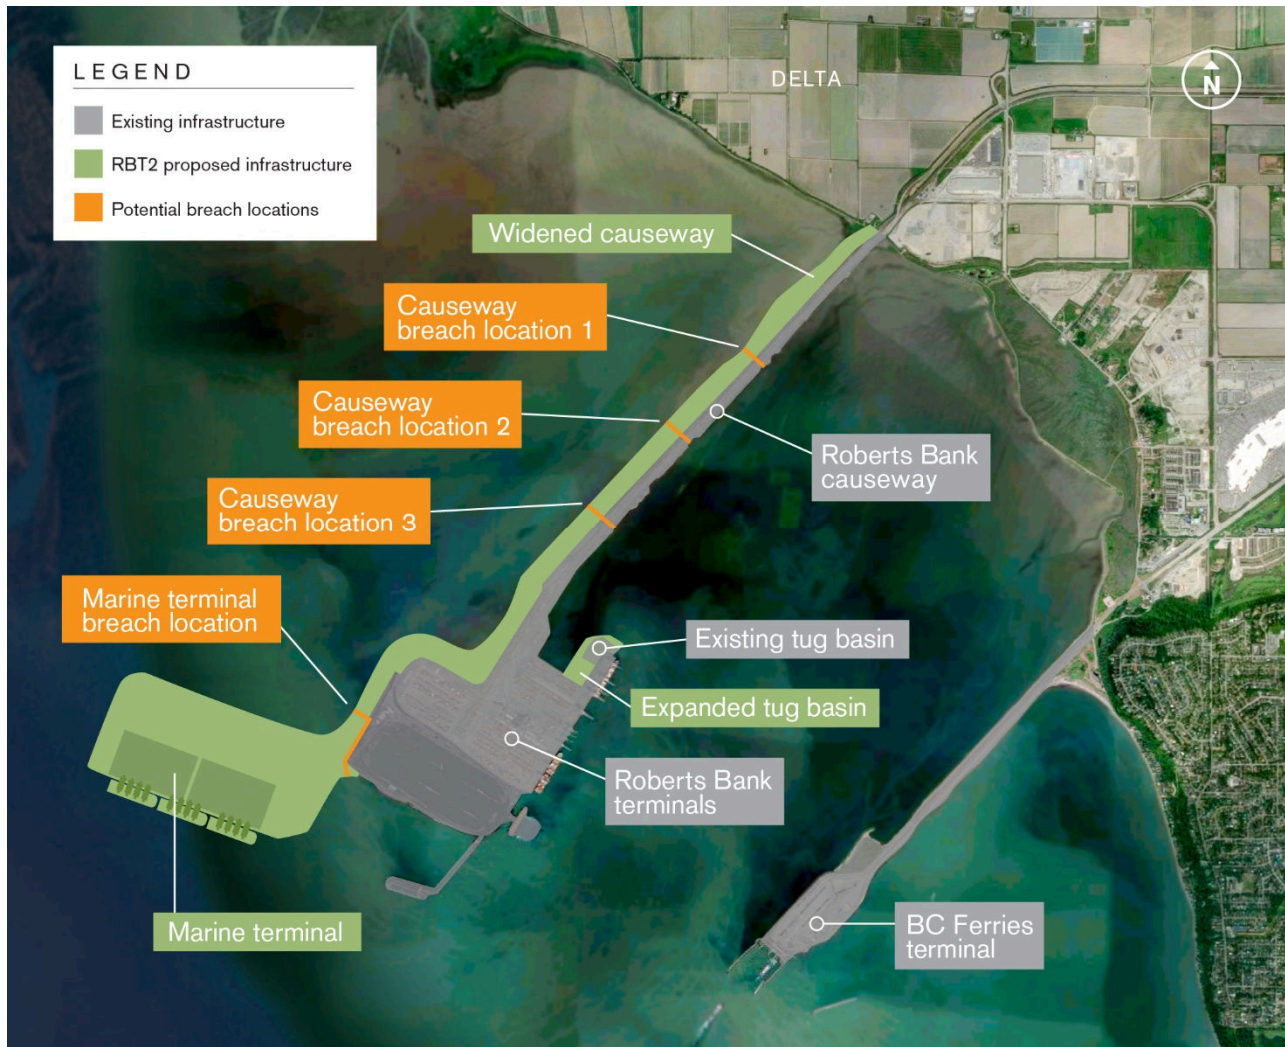 LEGEND
Existing infrastructure
RBT2 proposed infrastructure
Potential breach locations
DELTA
N
Widened causeway
Causeway
breach location 1
Causeway
breach location 2
Roberts Bank
causeway
Causeway
breach location 3
Marine terminal
breach location
Existing tug basin
Expanded tug basin
Roberts Bank
terminals
Marine terminal
BC Ferries
terminal